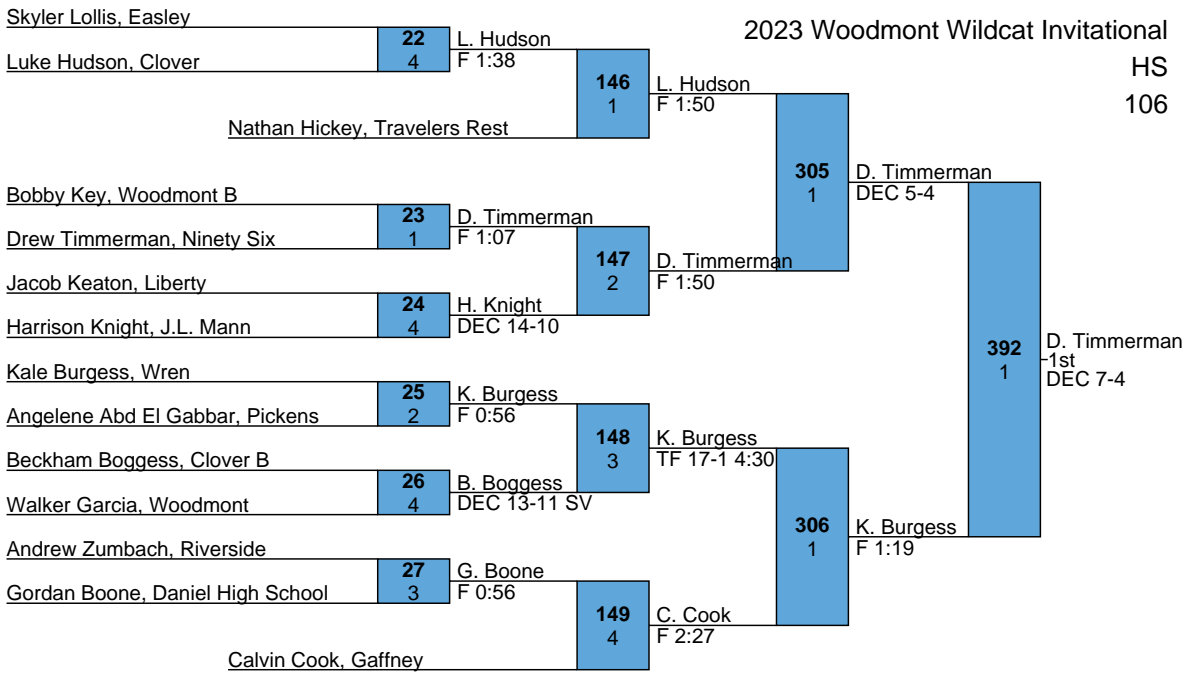 2023 Woodmont Wildcat Invitational
HS
106
Skyler Lollis, Easley
22
4
Luke Hudson, Clover
L. Hudson
F 1:38
146
1
Nathan Hickey, Travelers Rest
L. Hudson
F 1:50
305
1
Bobby Key, Woodmont B
23
1
Drew Timmerman, Ninety Six
D. Timmerman
F 1:07
147
2
Jacob Keaton, Liberty
24
4
Harrison Knight, J.L. Mann
H. Knight
DEC 14-10
D. Timmerman
F 1:50
D. Timmerman
DEC 5-4
392
1
D. Timmerman
1st
DEC 7-4
Kale Burgess, Wren
25
2
Angelene Abd El Gabbar, Pickens
K. Burgess
F 0:56
148
3
Beckham Boggess, Clover B
26
4
Walker Garcia, Woodmont
B. Boggess
DEC 13-11 SV
K. Burgess
TF 17-1 4:30
306
1
K. Burgess
F 1:19
Andrew Zumbach, Riverside
27
3
Gordan Boone, Daniel High School
G. Boone
F 0:56
149
4
Calvin Cook, Gaffney
C. Cook
F 2:27